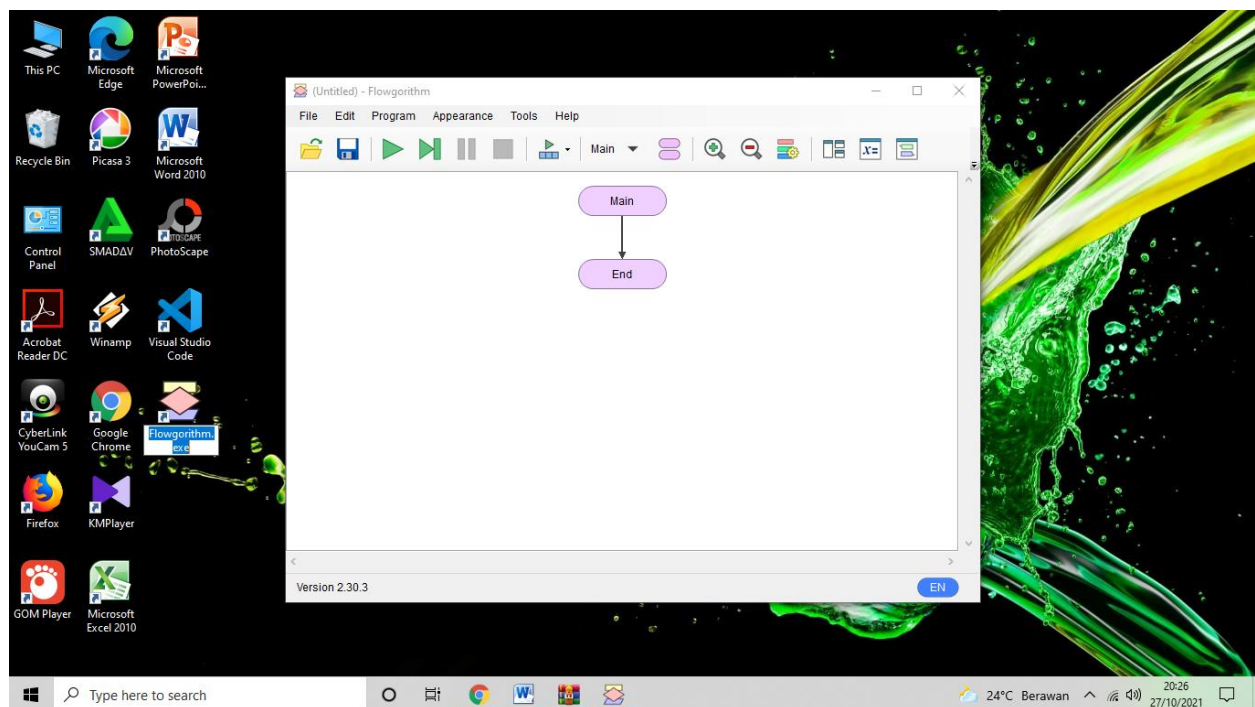 This PC
Microsoft
Edge
Microsoft
PowerPoi...
Recycle Bin
Picasa 3
Microsoft
Word 2010
Control
Panel
SMADΔV
PHOTOSCAPE
PhotoScape
Acrobat
Reader DC
Winamp
Visual Studio
Code
CyberLink
YouCam 5
Google
Chrome
Flowgorithm.
exe
Firefox
KMPlayer
GOM Player
Microsoft
Excel 2010
(Untitled) - Flowgorithm
File Edit Program Appearance Tools Help
Main
x=
Main
End
Version 2.30.3
EN
Type here to search
24°C Berawan
20:26
27/10/2021